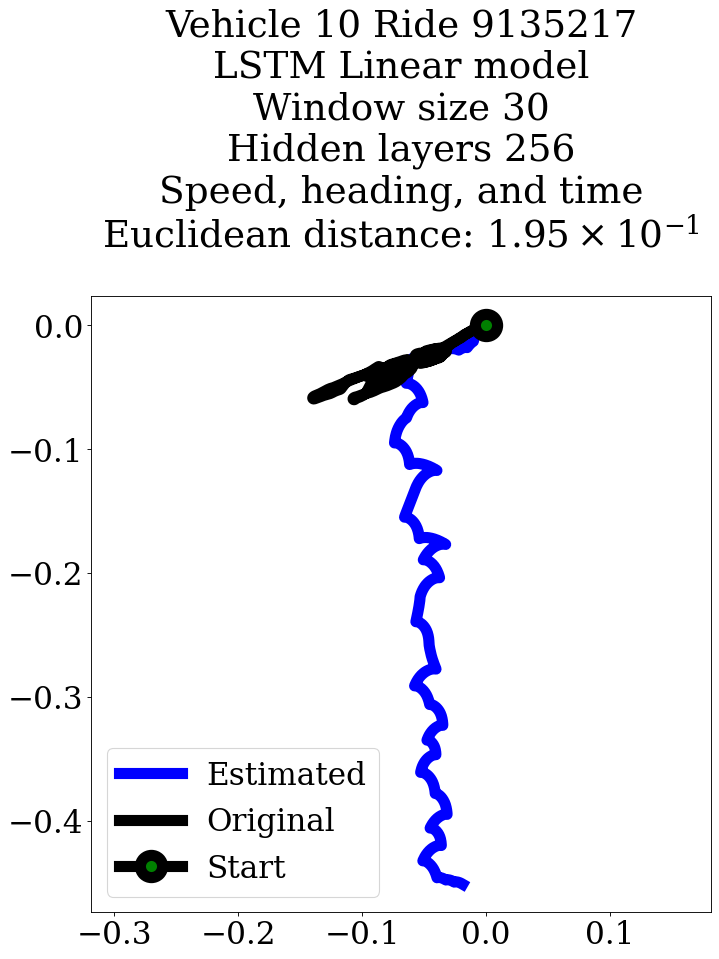 Vehicle 10 Ride 9135217
LSTM Linear model
Window size 30
Hidden layers 256
Speed, heading, and time
Euclidean distance: 1.95 × 10⁻¹
0.0
−0.1
−0.2
−0.3
−0.4
Estimated
Original
Start
−0.3 −0.2 −0.1 0.0 0.1